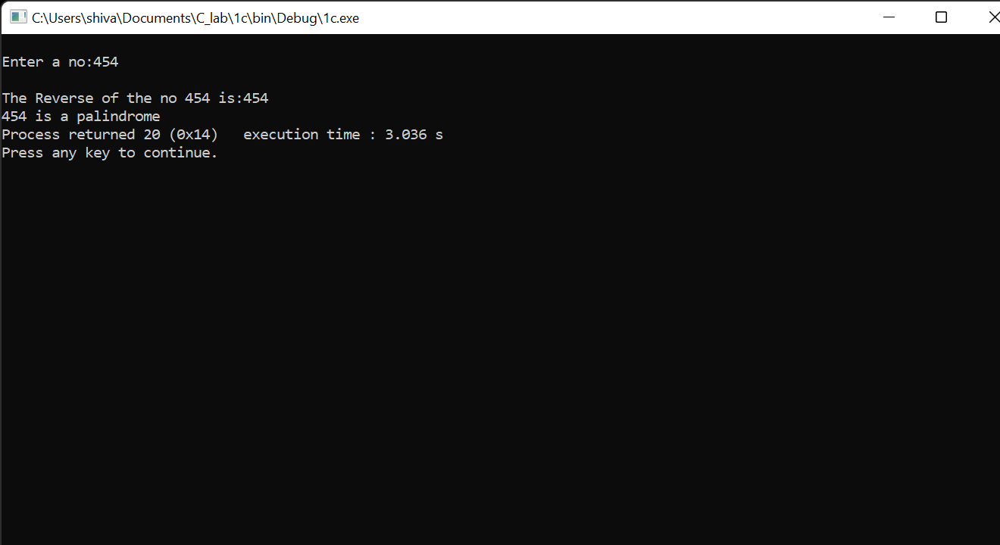 C:\Users\shiva\Documents\C_lab\1c\bin\Debug\1c.exe
Enter a no:454
The Reverse of the no 454 is:454
454 is a palindrome
Process returned 20 (0x14)   execution time : 3.036 s
Press any key to continue.